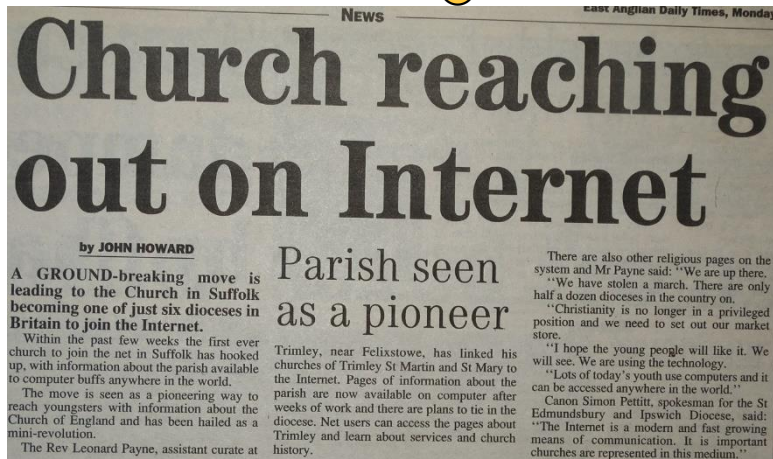 NEWS
East Anglian Daily Times, Monday
Church reaching
out on Internet
by JOHN HOWARD
A GROUND-breaking move is
leading to the Church in Suffolk
becoming one of just six dioceses in
Britain to join the Internet.
Within the past few weeks the first ever
church to join the net in Suffolk has hooked
up, with information about the parish available
to computer buffs anywhere in the world.
The move is seen as a pioneering way to
reach youngsters with information about the
Church of England and has been hailed as a
mini-revolution.
The Rev Leonard Payne, assistant curate at
Parish seen
as a pioneer
Trimley, near Felixstowe, has linked his
churches of Trimley St Martin and St Mary to
the Internet. Pages of information about the
parish are now available on computer after
weeks of work and there are plans to tie in the
diocese. Net users can access the pages about
Trimley and learn about services and church
history.
There are also other religious pages on the
system and Mr Payne said: "We are up there.
"We have stolen a march. There are only
half a dozen dioceses in the country on.
"Christianity is no longer in a privileged
position and we need to set out our market
store.
"I hope the young people will like it. We
will see. We are using the technology.
"Lots of today's youth use computers and it
can be accessed anywhere in the world."
Canon Simon Pettitt, spokesman for the St
Edmundsbury and Ipswich Diocese, said:
"The Internet is a modern and fast growing
means of communication. It is important
churches are represented in this medium."